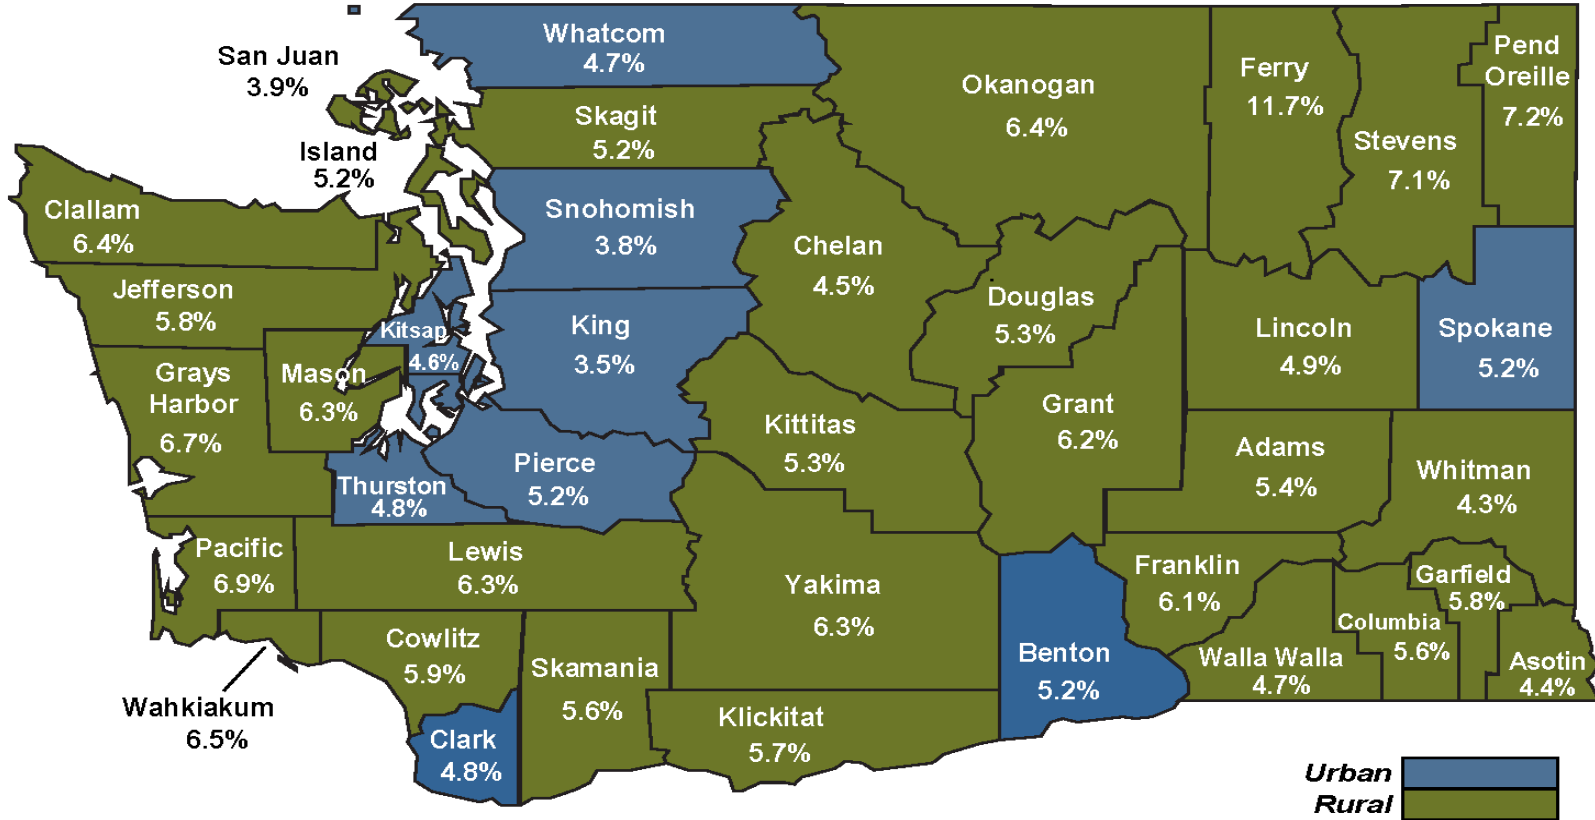 San Juan
3.9%
Whatcom
4.7%
Skagit
5.2%
Island
5.2%
Okanogan
6.4%
Ferry
11.7%
Pend
Oreille
7.2%
Stevens
7.1%
Clallam
6.4%
Snohomish
3.8%
Chelan
4.5%
Jefferson
5.8%
Kitsap
4.6%
King
3.5%
Douglas
5.3%
Lincoln
4.9%
Spokane
5.2%
Grays
Harbor
6.7%
Mason
6.3%
Kittitas
5.3%
Grant
6.2%
Adams
5.4%
Whitman
4.3%
Thurston
4.8%
Pierce
5.2%
Pacific
6.9%
Lewis
6.3%
Yakima
6.3%
Franklin
6.1%
Garfield
5.8%
Columbia
5.6%
Asotin
4.4%
Walla Walla
4.7%
Benton
5.2%
Cowlitz
5.9%
Skamania
5.6%
Wahkiakum
6.5%
Clark
4.8%
Klickitat
5.7%
Urban
Rural